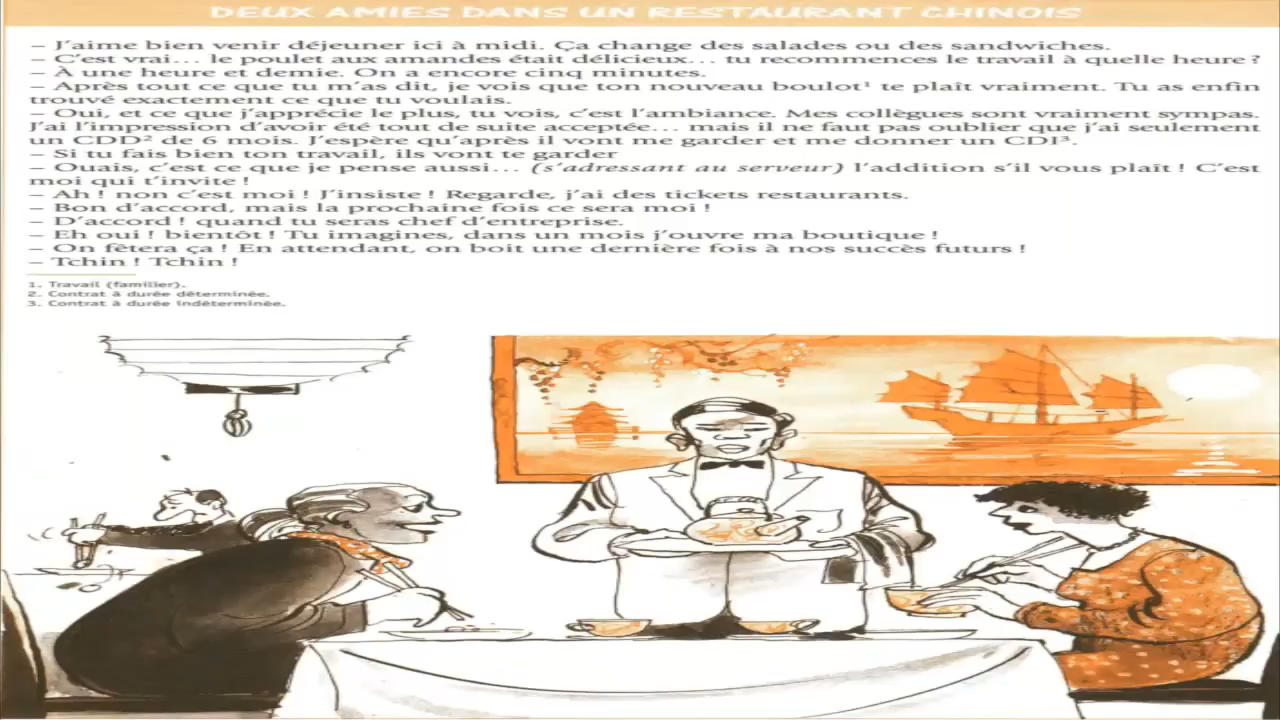 DEUX AMIES DANS UN RESTAURANT CHINOIS
– J'aime bien venir déjeuner ici à midi. Ça change des salades ou des sandwiches.
– C'est vrai... le poulet aux amandes était délicieux... tu recommences le travail à quelle heure ?
– À une heure et demie. On a encore cinq minutes.
– Après tout ce que tu m'as dit, je vois que ton nouveau boulot¹ te plaît vraiment. Tu as enfin
trouvé exactement ce que tu voulais.
– Oui, et ce que j'apprécie le plus, tu vois, c'est l'ambiance. Mes collègues sont vraiment sympas.
J'ai l'impression d'avoir été tout de suite acceptée... mais il ne faut pas oublier que j'ai seulement
un CDD² de 6 mois. J'espère qu'après il vont me garder et me donner un CDI³.
– Si tu fais bien ton travail, ils vont te garder
– Ouais, c'est ce que je pense aussi... (s'adressant au serveur) l'addition s'il vous plaît ! C'est
moi qui t'invite !
– Ah ! non c'est moi ! J'insiste ! Regarde, j'ai des tickets restaurants.
– Bon d'accord, mais la prochaine fois ce sera moi !
– D'accord ! quand tu seras chef d'entreprise.
– Eh oui ! bientôt ! Tu imagines, dans un mois j'ouvre ma boutique !
– On fêtera ça ! En attendant, on boit une dernière fois à nos succès futurs !
– Tchin ! Tchin !
1. Travail (familier).
2. Contrat à durée déterminée.
3. Contrat à durée indéterminée.